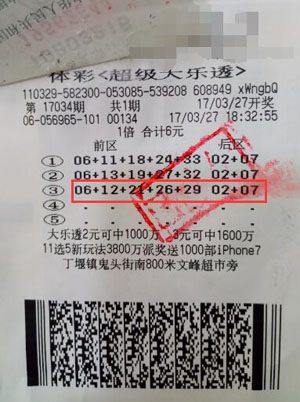 体彩<超级大乐透>
110329-582300-053085-539208 608949 xWngbQ
第 17034期 共1期 17/03/27开奖
06-056965-101 00134 17/03/27 18:32:55
1倍 合计6元
前区 后区
① 06+11+18+24+33 02+07
② 06+13+19+27+32 02+07
③ 06+12+21+26+29 02+07
④
⑤
大乐透2元可中1000万 3元可中1600万
11选5新玩法3800万派奖送1000部iPhone7
丁堰镇鬼头街南800米文峰超市旁